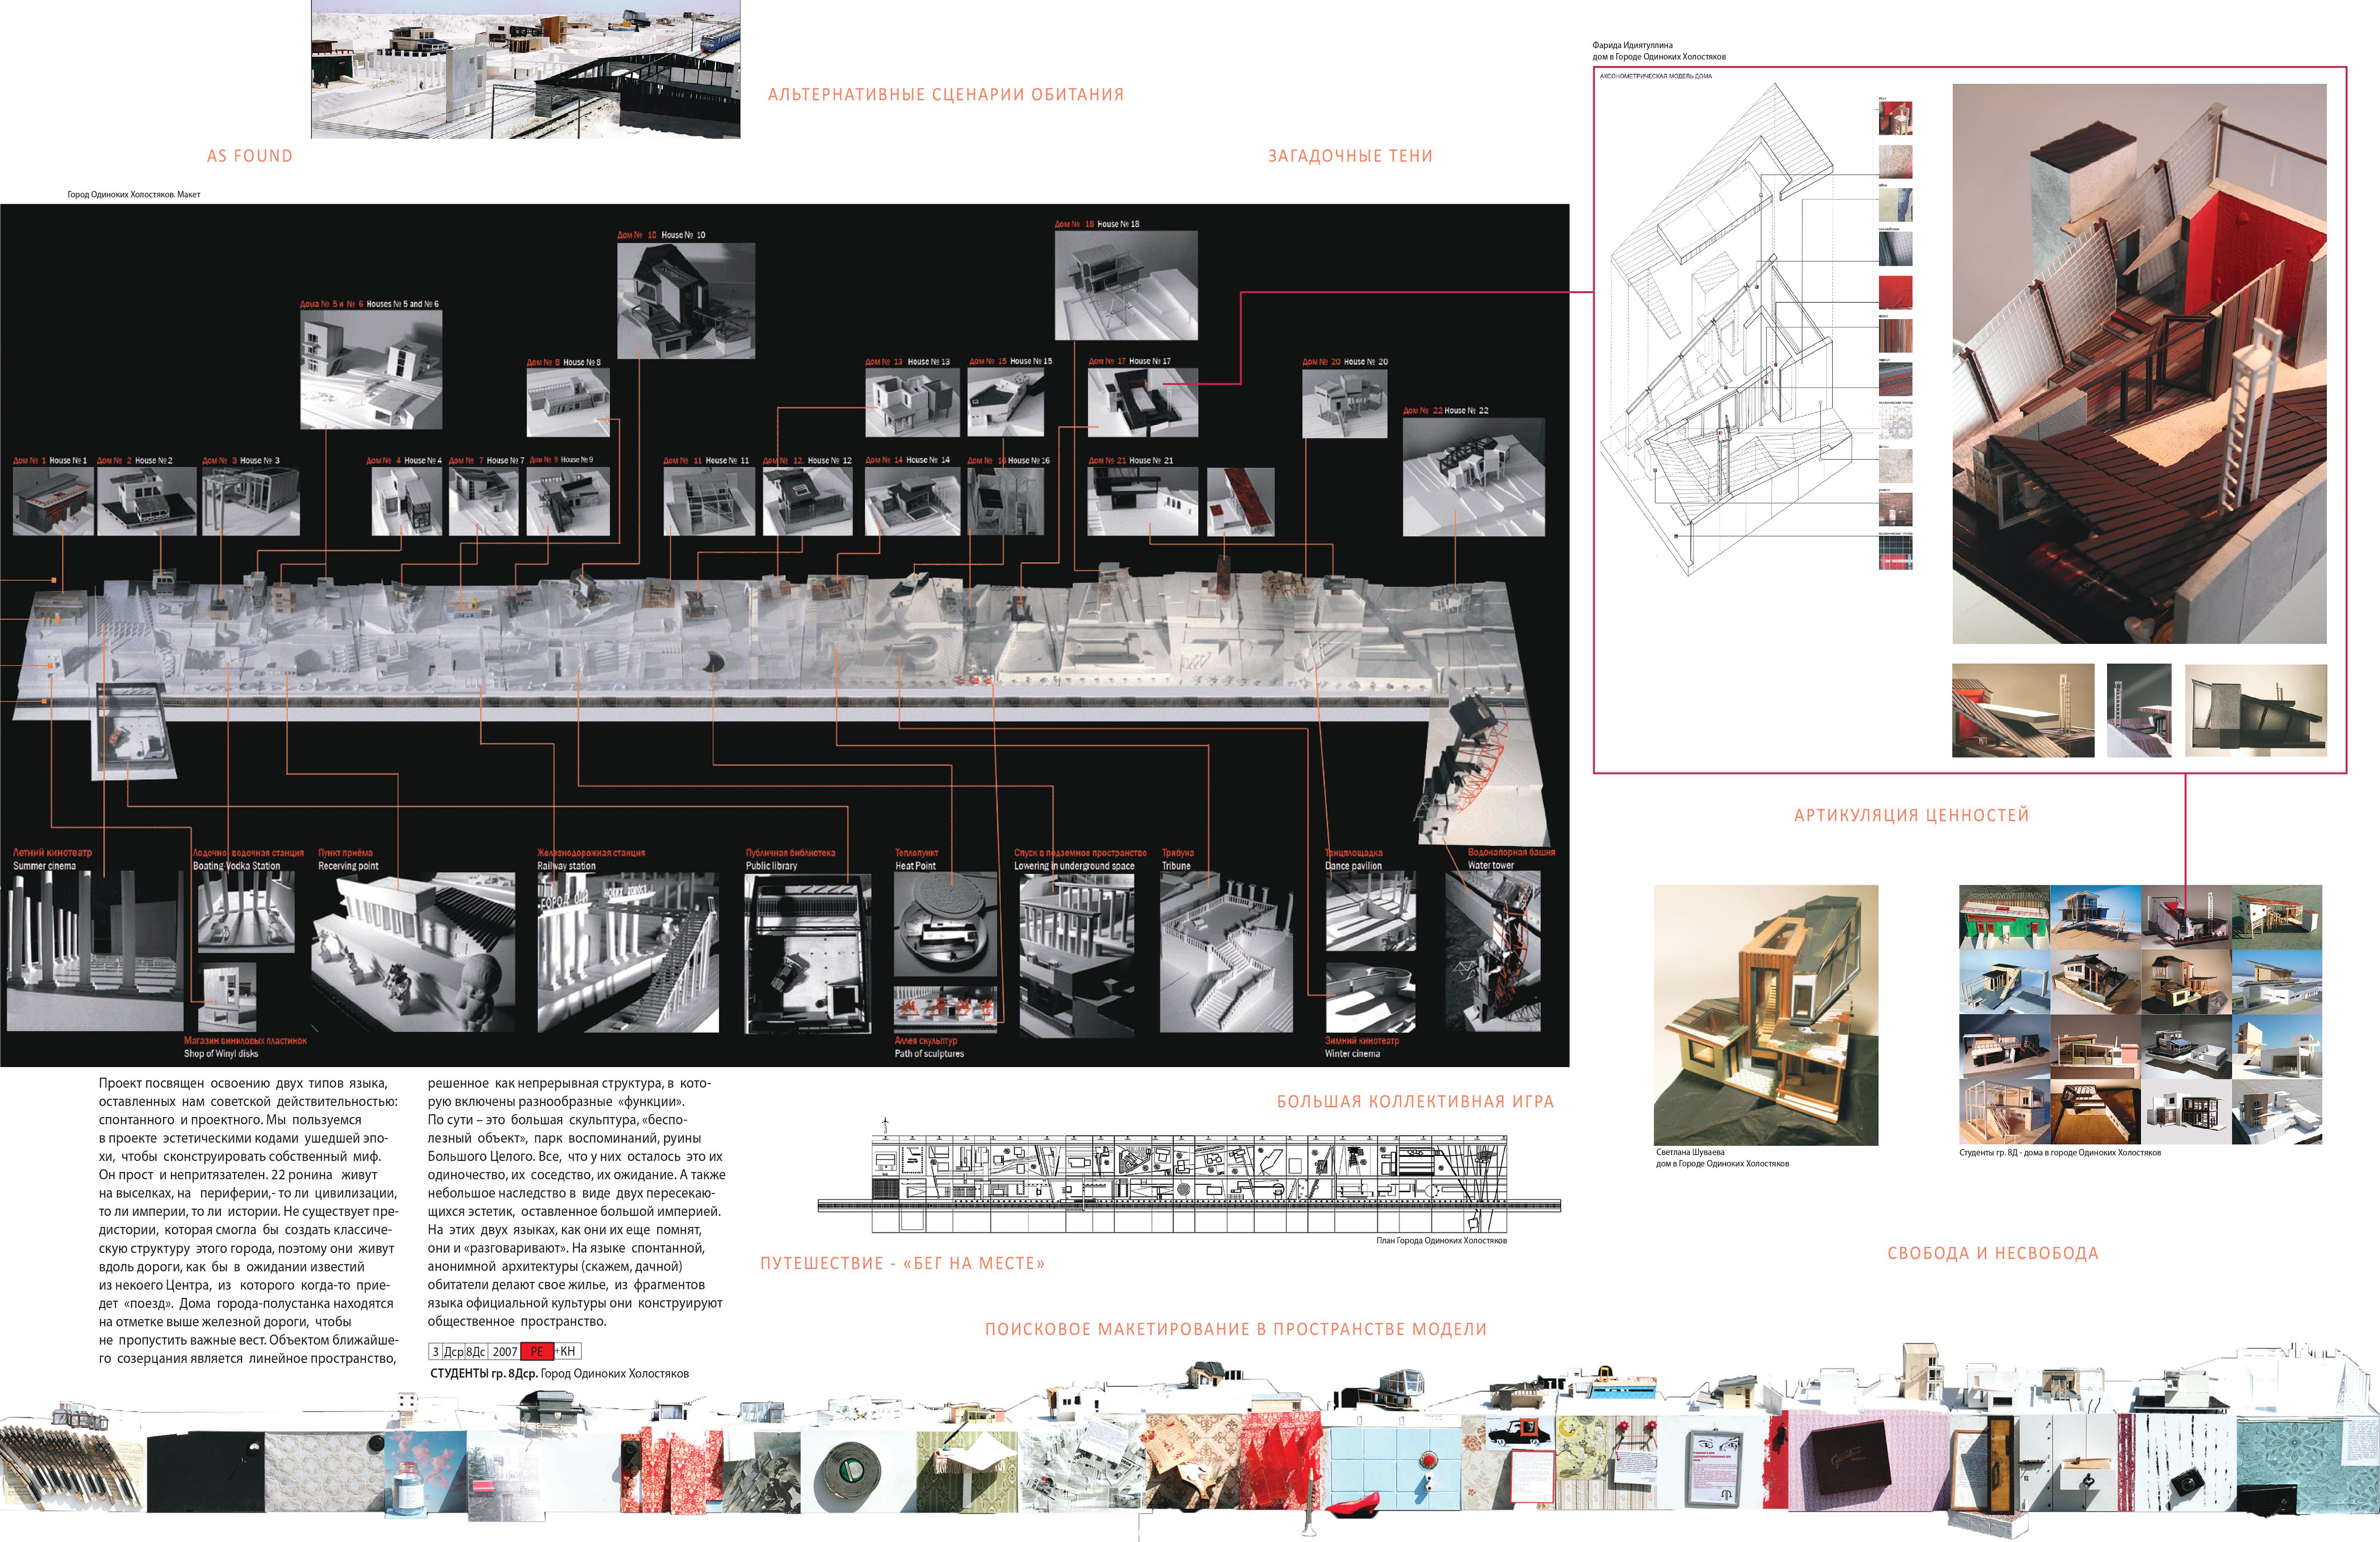 АЛЬТЕРНАТИВНЫЕ СЦЕНАРИИ ОБИТАНИЯ
AS FOUND
ЗАГАДОЧНЫЕ ТЕНИ
Город Одиноких Холостяков. Макет
Дом № 18 House № 18
Дом № 10 House № 10
Дома № 5 и № 6 Houses № 5 and № 6
Дом № 8 House № 8
Дом № 13 House № 13
Дом № 15 House № 15
Дом № 17 House № 17
Дом № 20 House № 20
Дом № 22 House № 22
Дом № 1 House № 1
Дом № 2 House № 2
Дом № 3 House № 3
Дом № 4 House № 4
Дом № 7 House № 7
Дом № 9 House № 9
Дом № 11 House № 11
Дом № 12 House № 12
Дом № 14 House № 14
Дом № 16 House № 16
Дом № 21 House № 21
Летний кинотеатр
Summer cinema
Лодочно-водочная станция
Boating Vodka Station
Пункт приёма
Recerving point
Железнодорожная станция
Railway station
Публичная библиотека
Public library
Теплопункт
Heat Point
Спуск в подземное пространство
Lowering in underground space
Трибуна
Tribune
Танцплощадка
Dance pavilion
Водонапорная башня
Water tower
Магазин виниловых пластинок
Shop of Winyl disks
Аллея скульптур
Path of sculptures
Зимний кинотеатр
Winter cinema
Фарида Идиятуллина
дом в Городе Одиноких Холостяков
АКСОНОМЕТРИЧЕСКАЯ МОДЕЛЬ ДОМА
АРТИКУЛЯЦИЯ ЦЕННОСТЕЙ
Светлана Шуваева
дом в Городе Одиноких Холостяков
Студенты гр. 8Д - дома в городе Одиноких Холостяков
Проект посвящен освоению двух типов языка,
оставленных нам советской действительностью:
спонтанного и проектного. Мы пользуемся
в проекте эстетическими кодами ушедшей эпо-
хи, чтобы сконструировать собственный миф.
Он прост и непритязателен. 22 ронина живут
на выселках, на периферии,- то ли цивилизации,
то ли империи, то ли истории. Не существует пре-
дистории, которая смогла бы создать классиче-
скую структуру этого города, поэтому они живут
вдоль дороги, как бы в ожидании известий
из некоего Центра, из которого когда-то прие-
дет «поезд». Дома города-полустанка находятся
на отметке выше железной дороги, чтобы
не пропустить важные вест. Объектом ближайше-
го созерцания является линейное пространство,
решенное как непрерывная структура, в кото-
рую включены разнообразные «функции».
По сути – это большая скульптура, «беспо-
лезный объект», парк воспоминаний, руины
Большого Целого. Все, что у них осталось это их
одиночество, их соседство, их ожидание. А также
небольшое наследство в виде двух пересекаю-
щихся эстетик, оставленное большой империей.
На этих двух языках, как они их еще помнят,
они и «разговаривают». На языке спонтанной,
анонимной архитектуры (скажем, дачной)
обитатели делают свое жилье, из фрагментов
языка официальной культуры они конструируют
общественное пространство.
3 Дср 8Дс 2007 РЕ +КН
СТУДЕНТЫ гр. 8Дср. Город Одиноких Холостяков
БОЛЬШАЯ КОЛЛЕКТИВНАЯ ИГРА
План Города Одиноких Холостяков
ПУТЕШЕСТВИЕ - «БЕГ НА МЕСТЕ»
СВОБОДА И НЕСВОБОДА
ПОИСКОВОЕ МАКЕТИРОВАНИЕ В ПРОСТРАНСТВЕ МОДЕЛИ